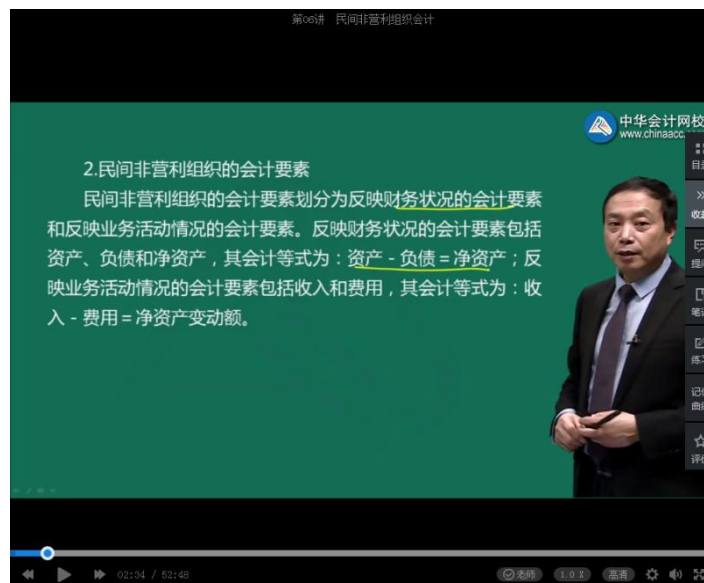 第06讲 民间非营利组织会计
中华会计网校
www.chinaacc.
2.民间非营利组织的会计要素
民间非营利组织的会计要素划分为反映财务状况的会计要素
和反映业务活动情况的会计要素。反映财务状况的会计要素包括
资产、负债和净资产，其会计等式为：资产-负债=净资产；反
映业务活动情况的会计要素包括收入和费用，其会计等式为：收
入-费用=净资产变动额。
收起
02:34 / 52:48
老师
1.0 X
高清